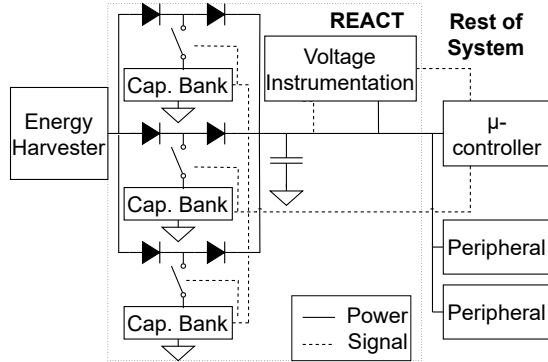 REACT
Rest of
System
Voltage
Instrumentation
Cap. Bank
Energy
Harvester
μ-
controller
Cap. Bank
Peripheral
Peripheral
Cap. Bank
Power
Signal